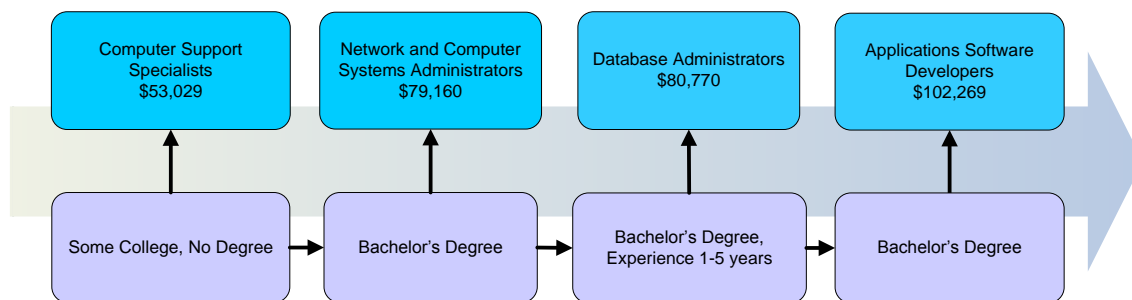 Computer Support
Specialists
$53,029
Network and Computer
Systems Administrators
$79,160
Database Administrators
$80,770
Applications Software
Developers
$102,269
Some College, No Degree
Bachelor’s Degree
Bachelor’s Degree,
Experience 1-5 years
Bachelor’s Degree